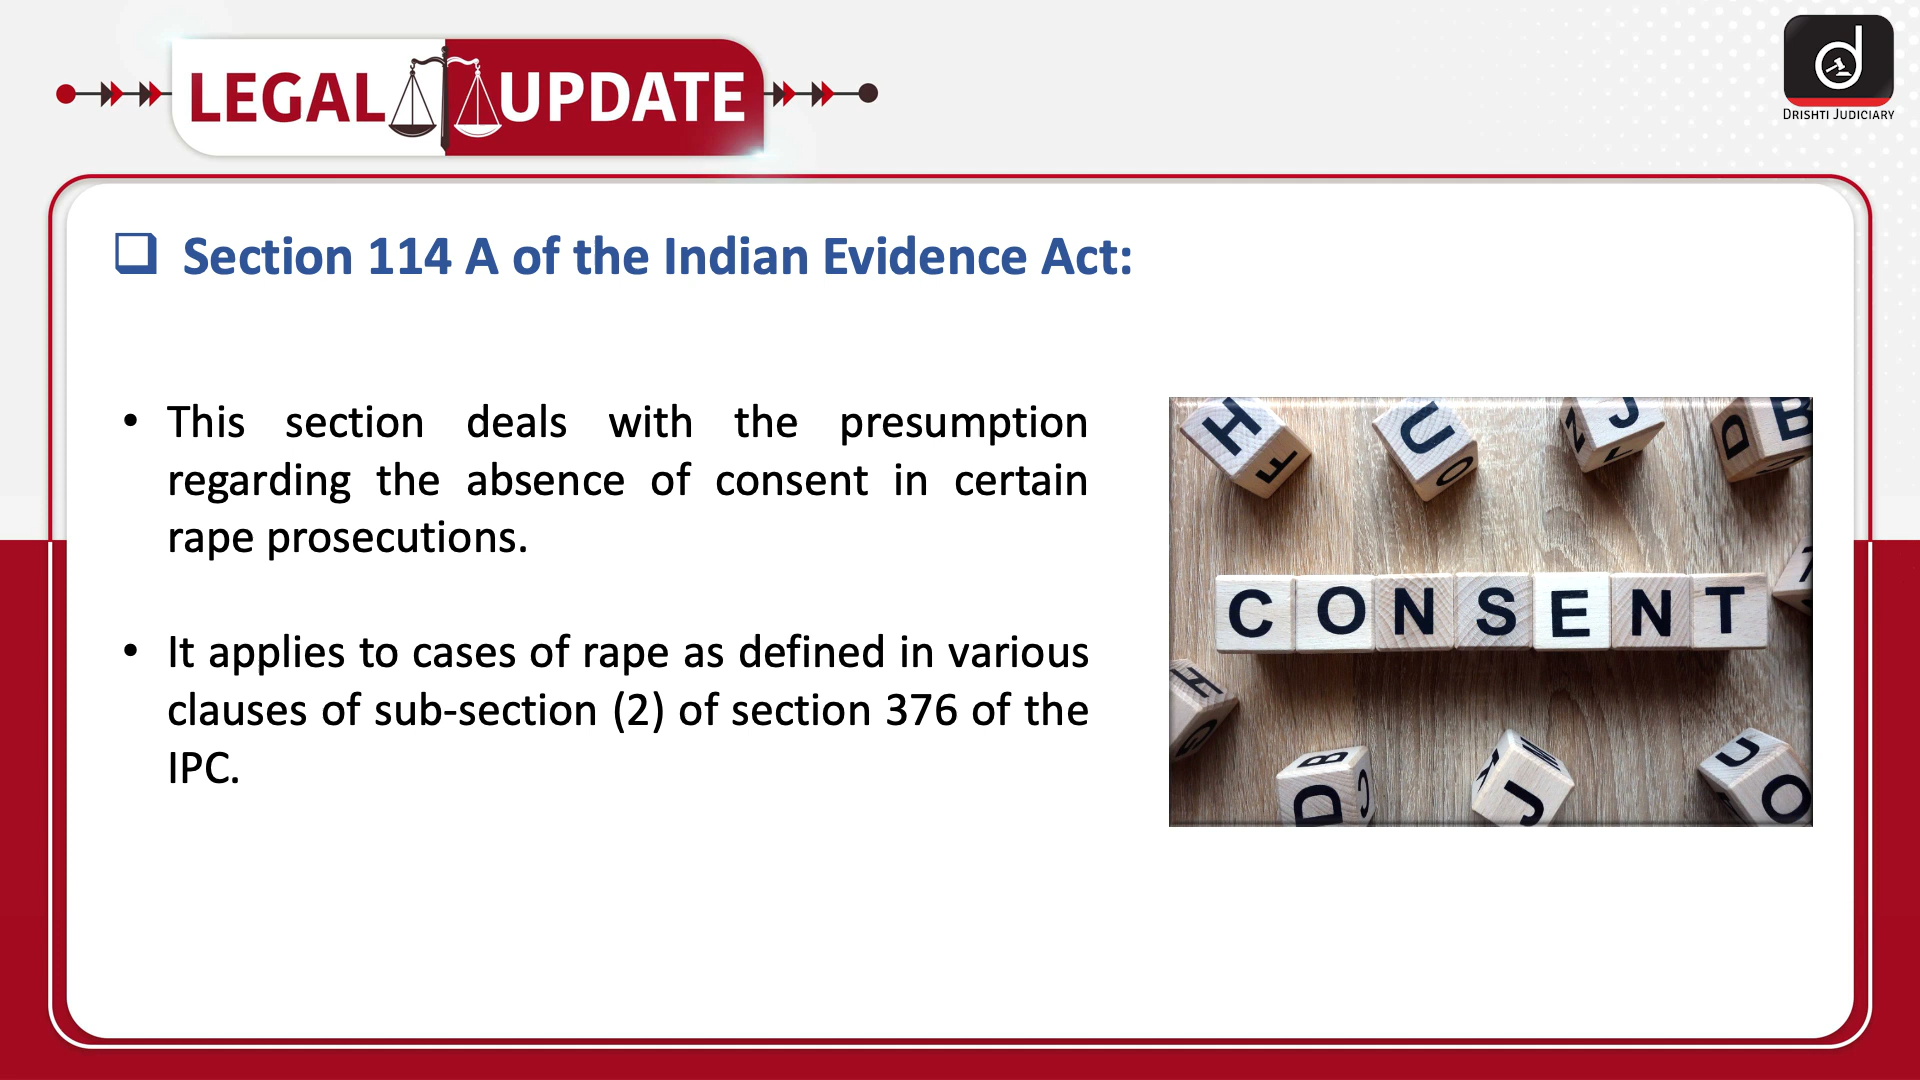 LEGAL UPDATE
DRISHTI JUDICIARY
❑ Section 114 A of the Indian Evidence Act:
• This section deals with the presumption
regarding the absence of consent in certain
rape prosecutions.
• It applies to cases of rape as defined in various
clauses of sub-section (2) of section 376 of the
IPC.
H F U O Z J L D B
CONSENT
H G D B C J U O